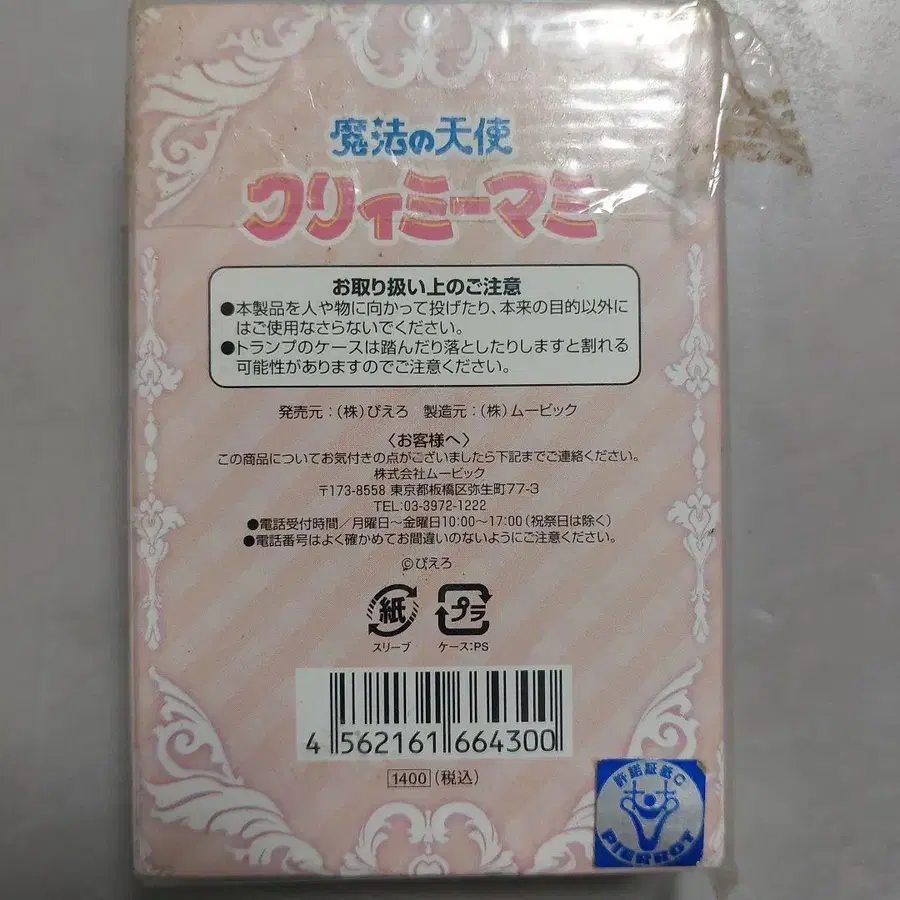 魔法の天使
クリィミーマミ
お取り扱い上のご注意
●本製品を人や物に向かって投げたり、本来の目的以外に
はご使用なさらないでください。
●トランプのケースは踏んだり落としたりしますと割れる
可能性がありますのでご注意ください。
発売元：（株）ぴえろ 製造元：（株）ムービック
〈お客様へ〉
この商品についてお気付きの点がございましたら下記までご連絡ください。
株式会社ムービック
〒173-8558 東京都板橋区弥生町77-3
TEL:03-3972-1222
●電話受付時間／月曜日〜金曜日10:00〜17:00（祝祭日は除く）
●電話番号はよく確かめてお間違いのないようにご注意ください。
©ぴえろ
紙 プラ
スリーブ ケース:PS
4 562161 664300
1400 (税込)
許諾証紙©
PIERROT